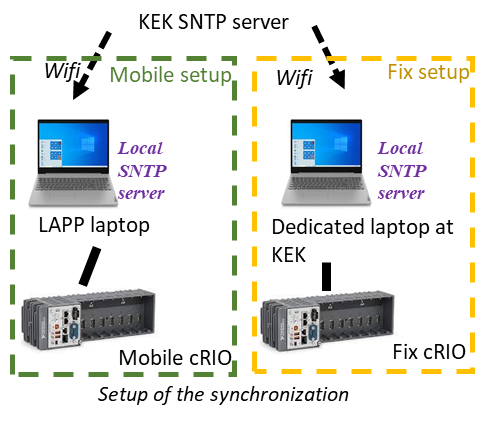 KEK SNTP server
Wifi
Mobile setup
Wifi
Fix setup
Local
SNTP
server
Local
SNTP
server
LAPP laptop
Dedicated laptop at
KEK
Mobile cRIO
Fix cRIO
Setup of the synchronization